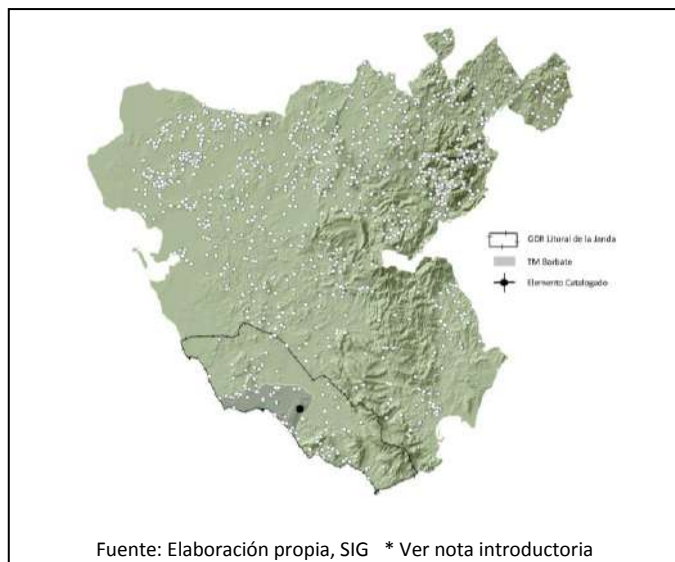 GDR Litoral de la Janda
TM Barbate
Elemento Catalogado
Fuente: Elaboración propia, SIG * Ver nota introductoria